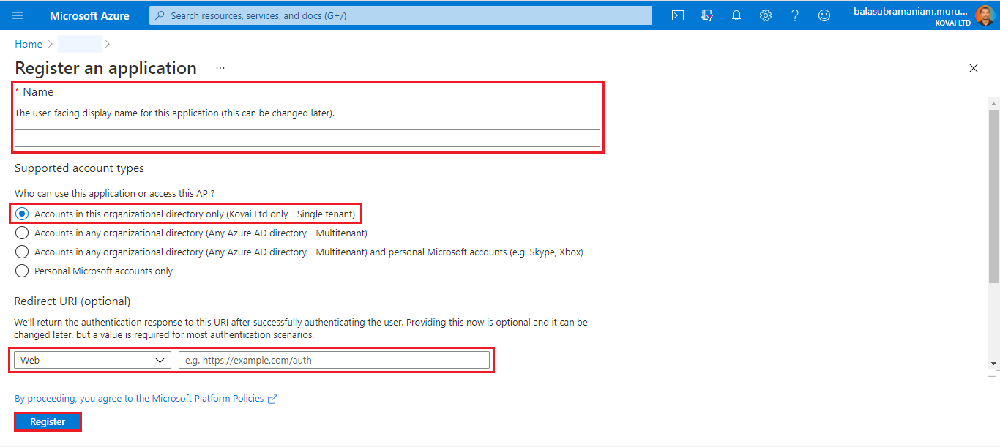 Microsoft Azure
Search resources, services, and docs (G+/)
balasubramaniam.muru...
KOVAI LTD
Home
Register an application
...
* Name
The user-facing display name for this application (this can be changed later).
Supported account types
Who can use this application or access this API?
Accounts in this organizational directory only (Kovai Ltd only - Single tenant)
Accounts in any organizational directory (Any Azure AD directory - Multitenant)
Accounts in any organizational directory (Any Azure AD directory - Multitenant) and personal Microsoft accounts (e.g. Skype, Xbox)
Personal Microsoft accounts only
Redirect URI (optional)
We'll return the authentication response to this URI after successfully authenticating the user. Providing this now is optional and it can be
changed later, but a value is required for most authentication scenarios.
Web
e.g. https://example.com/auth
By proceeding, you agree to the Microsoft Platform Policies
Register